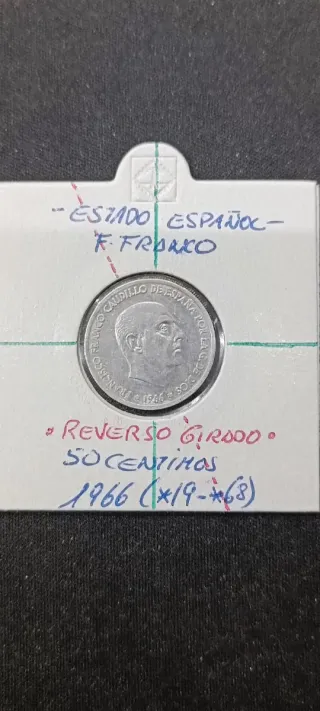 - ESTADO ESPAÑOL -
F. FRANCO
FRANCISCO FRANCO CAUDILLO DE ESPAÑA POR LA G. DE DIOS
1966
• REVERSO GIRADO •
50 CENTIMOS
1966 (*19-*68)